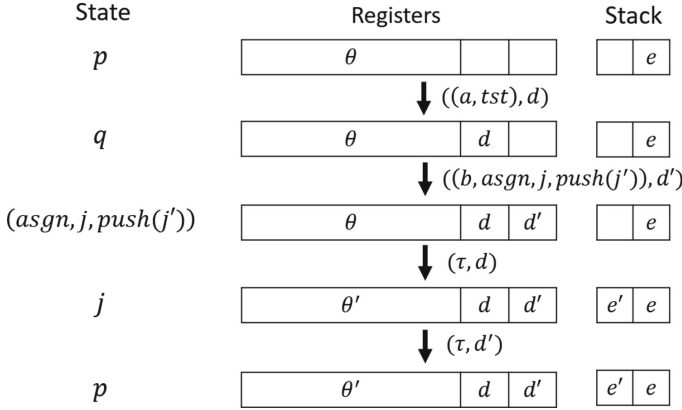 State Registers Stack
p θ e
((a, tst), d)
q θ d e
((b, asgn, j, push(j′)), d′)
(asgn, j, push(j′)) θ d d′ e
(τ, d)
j θ′ d d′ e′ e
(τ, d′)
p θ′ d d′ e′ e